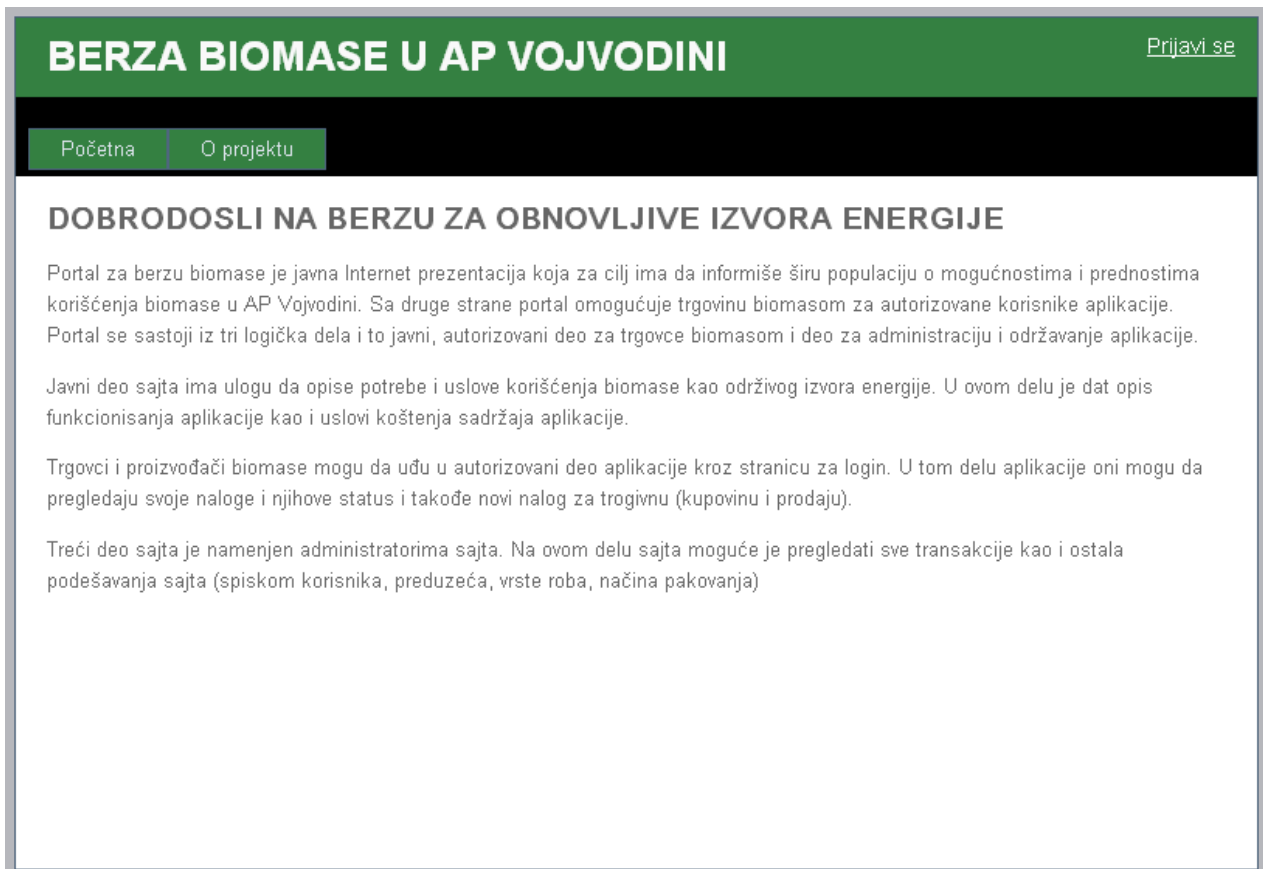 BERZA BIOMASE U AP VOJVODINI
Prijavi se
Početna
O projektu
DOBRODOSLI NA BERZU ZA OBNOVLJIVE IZVORA ENERGIJE
Portal za berzu biomase je javna Internet prezentacija koja za cilj ima da informiše širu populaciju o mogućnostima i prednostima
korišćenja biomase u AP Vojvodini. Sa druge strane portal omogućuje trgovinu biomasom za autorizovane korisnike aplikacije.
Portal se sastoji iz tri logička dela i to javni, autorizovani deo za trgovce biomasom i deo za administraciju i održavanje aplikacije.
Javni deo sajta ima ulogu da opise potrebe i uslove korišćenja biomase kao održivog izvora energije. U ovom delu je dat opis
funkcionisanja aplikacije kao i uslovi koštenja sadržaja aplikacije.
Trgovci i proizvođači biomase mogu da uđu u autorizovani deo aplikacije kroz stranicu za login. U tom delu aplikacije oni mogu da
pregledaju svoje naloge i njihove status i takođe novi nalog za trogivnu (kupovinu i prodaju).
Treći deo sajta je namenjen administratorima sajta. Na ovom delu sajta moguće je pregledati sve transakcije kao i ostala
podešavanja sajta (spiskom korisnika, preduzeća, vrste roba, načina pakovanja)